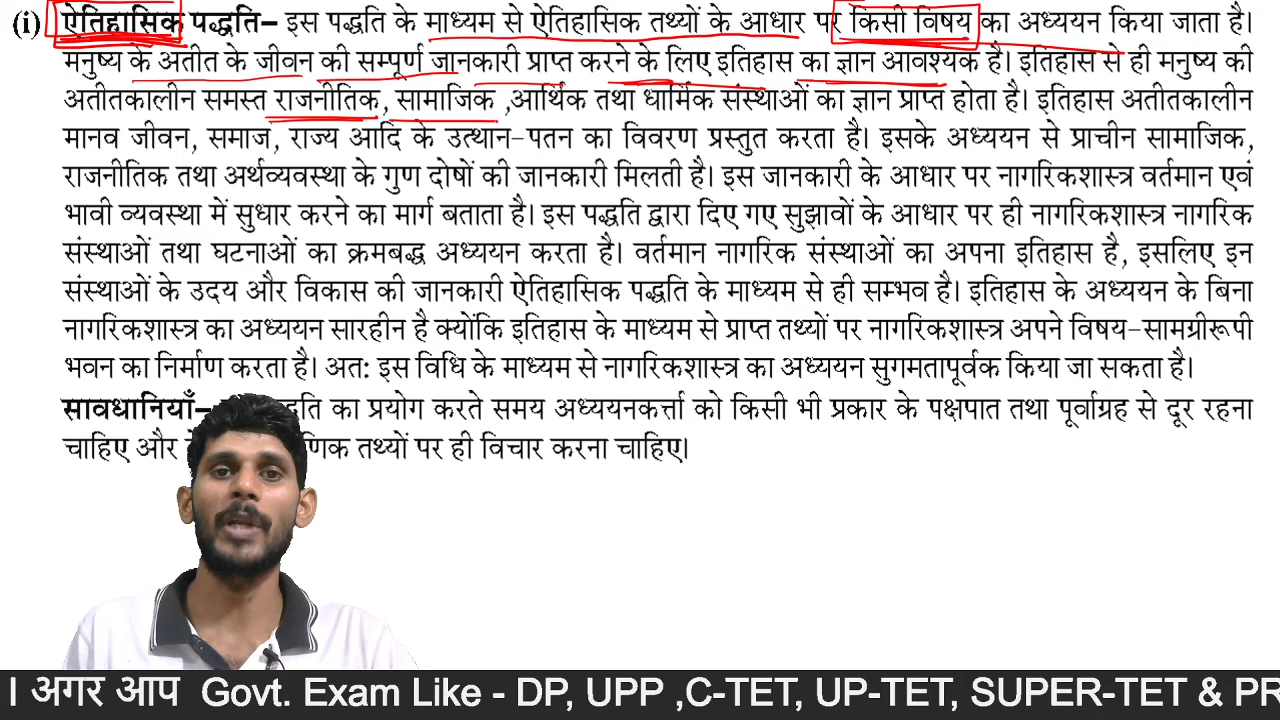 (i) ऐतिहासिक पद्धति– इस पद्धति के माध्यम से ऐतिहासिक तथ्यों के आधार पर किसी विषय का अध्ययन किया जाता है।
मनुष्य के अतीत के जीवन की सम्पूर्ण जानकारी प्राप्त करने के लिए इतिहास का ज्ञान आवश्यक है। इतिहास से ही मनुष्य की
अतीतकालीन समस्त राजनीतिक, सामाजिक ,आर्थिक तथा धार्मिक संस्थाओं का ज्ञान प्राप्त होता है। इतिहास अतीतकालीन
मानव जीवन, समाज, राज्य आदि के उत्थान-पतन का विवरण प्रस्तुत करता है। इसके अध्ययन से प्राचीन सामाजिक,
राजनीतिक तथा अर्थव्यवस्था के गुण दोषों की जानकारी मिलती है। इस जानकारी के आधार पर नागरिकशास्त्र वर्तमान एवं
भावी व्यवस्था में सुधार करने का मार्ग बताता है। इस पद्धति द्वारा दिए गए सुझावों के आधार पर ही नागरिकशास्त्र नागरिक
संस्थाओं तथा घटनाओं का क्रमबद्ध अध्ययन करता है। वर्तमान नागरिक संस्थाओं का अपना इतिहास है, इसलिए इन
संस्थाओं के उदय और विकास की जानकारी ऐतिहासिक पद्धति के माध्यम से ही सम्भव है। इतिहास के अध्ययन के बिना
नागरिकशास्त्र का अध्ययन सारहीन है क्योंकि इतिहास के माध्यम से प्राप्त तथ्यों पर नागरिकशास्त्र अपने विषय-सामग्रीरूपी
भवन का निर्माण करता है। अत: इस विधि के माध्यम से नागरिकशास्त्र का अध्ययन सुगमतापूर्वक किया जा सकता है।
सावधानियाँ– का प्रयोग करते समय अध्ययनकर्त्ता को किसी भी प्रकार के पक्षपात तथा पूर्वाग्रह से दूर रहना
चाहिए और तथ्यों पर ही विचार करना चाहिए।
। अगर आप Govt. Exam Like - DP, UPP ,C-TET, UP-TET, SUPER-TET & PR